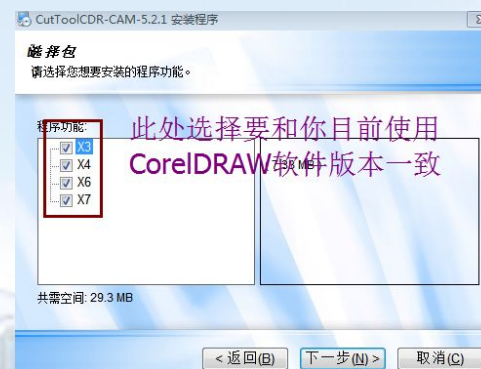 CutToolCDR-CAM-5.2.1 安装程序
选择包
请选择您想要安装的程序功能。
程序功能:
此处选择要和你目前使用
CorelDRAW软件版本一致
X3
X4
X6
X7
共需空间: 29.3 MB
< 返回(B)
下一步(N) >
取消(C)